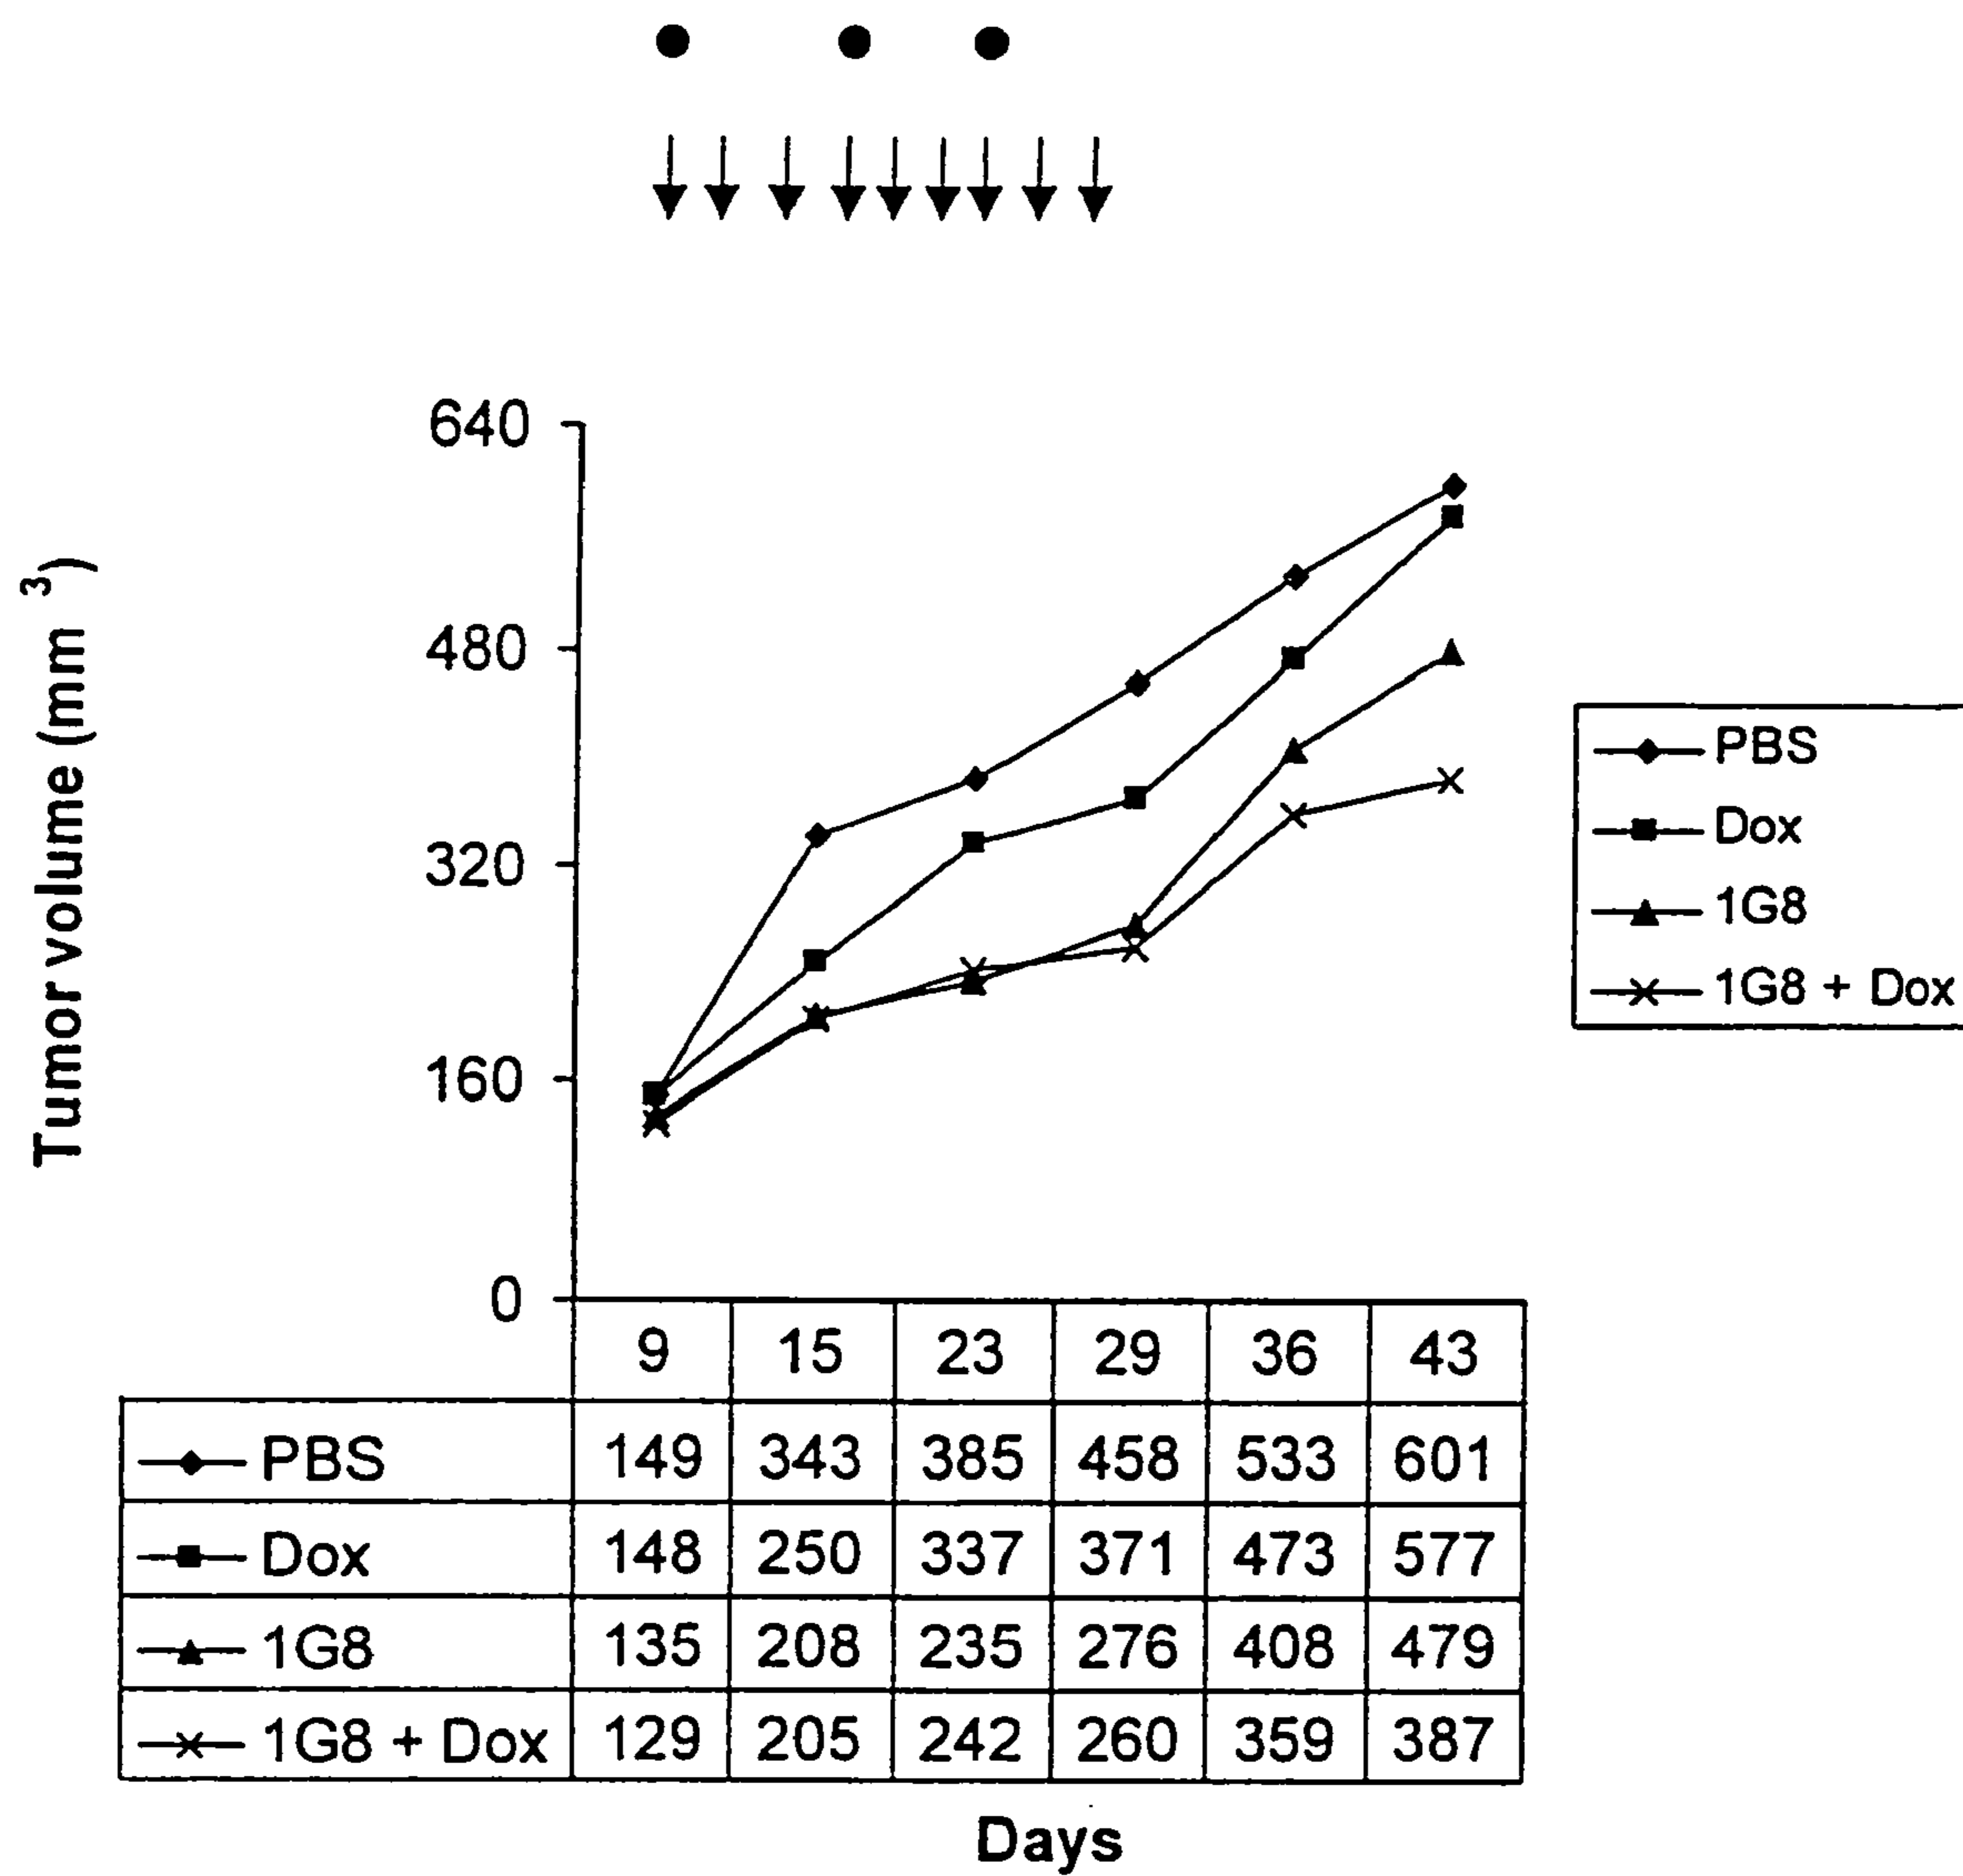 640
480
320
160
0
Tumor volume (mm 3)
PBS
Dox
1G8
1G8 + Dox
9 15 23 29 36 43
PBS 149 343 385 458 533 601
Dox 148 250 337 371 473 577
1G8 135 208 235 276 408 479
1G8 + Dox 129 205 242 260 359 387
Days